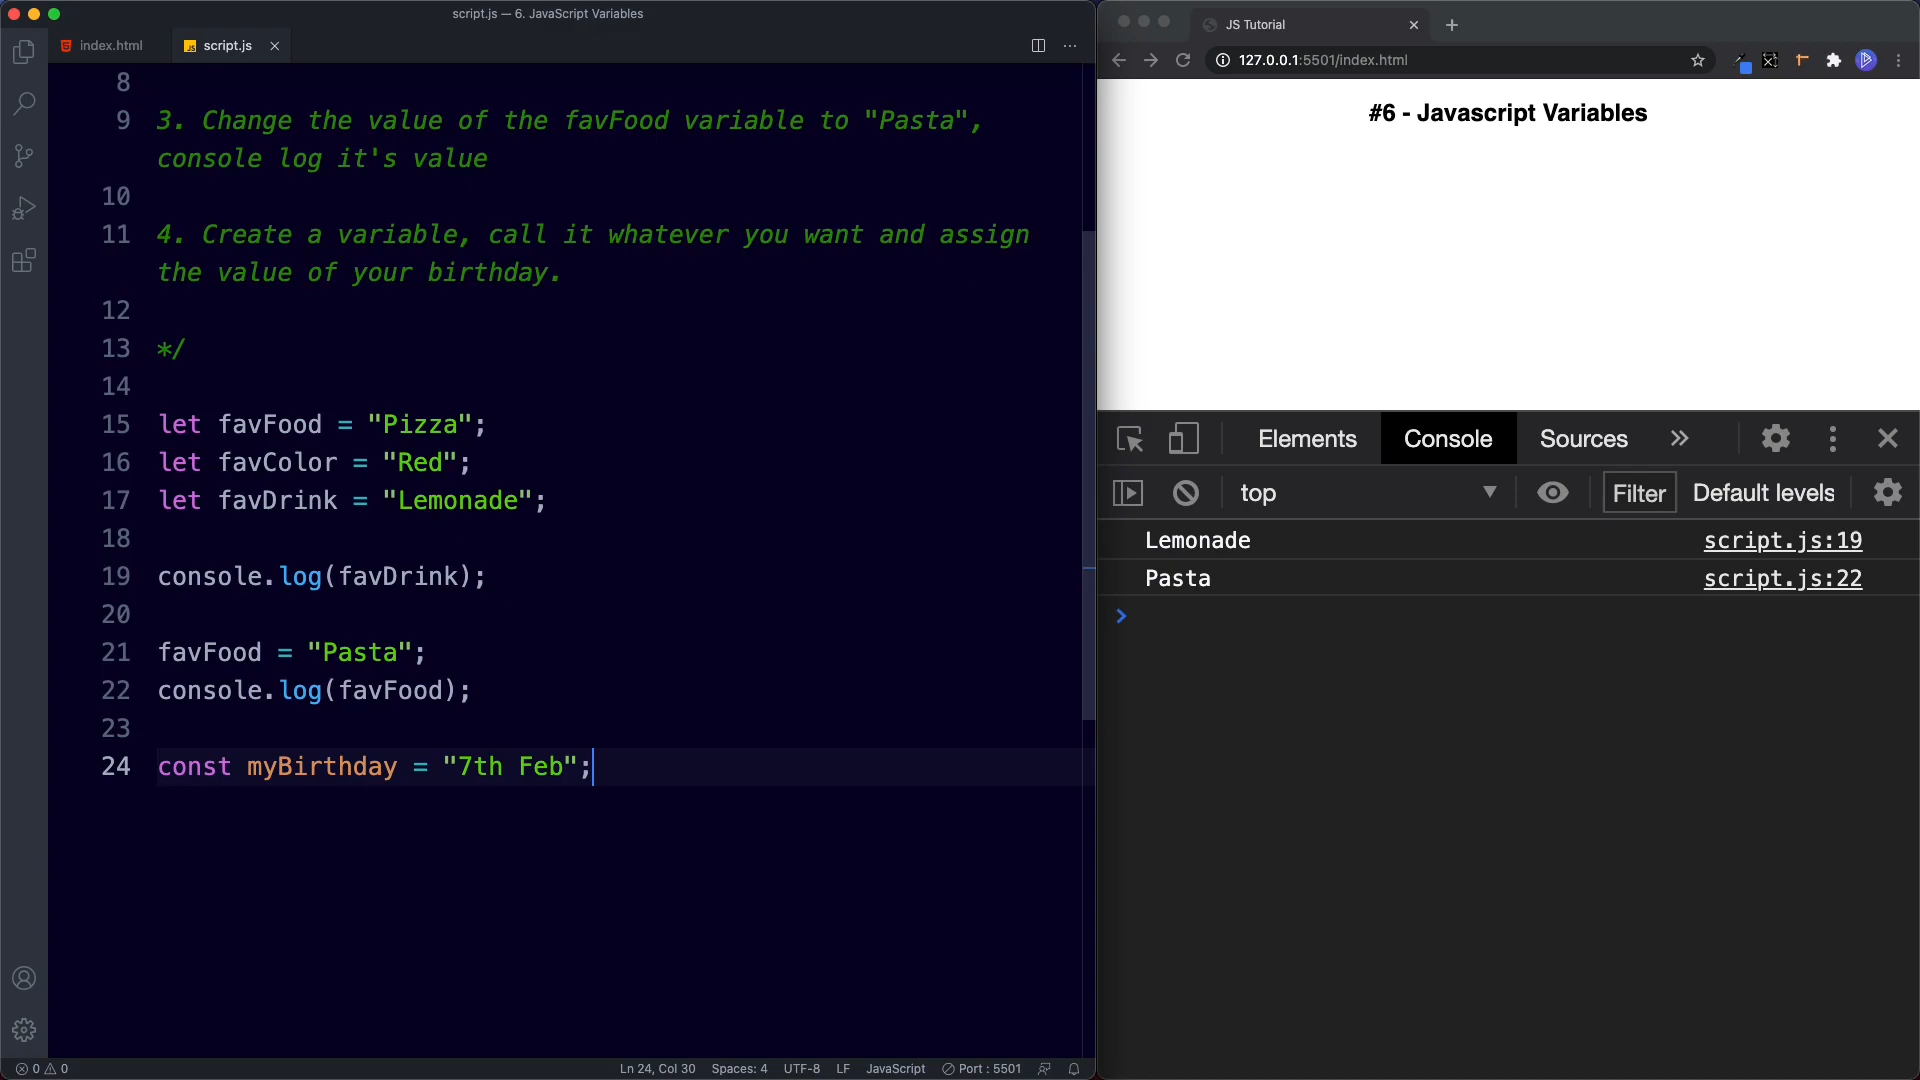 script.js — 6. JavaScript Variables
index.html
script.js
8
9 3. Change the value of the favFood variable to "Pasta",
console log it's value
10
11 4. Create a variable, call it whatever you want and assign
the value of your birthday.
12
13 */
14
15 let favFood = "Pizza";
16 let favColor = "Red";
17 let favDrink = "Lemonade";
18
19 console.log(favDrink);
20
21 favFood = "Pasta";
22 console.log(favFood);
23
24 const myBirthday = "7th Feb";
0 0
Ln 24, Col 30 Spaces: 4 UTF-8 LF JavaScript Port : 5501
JS Tutorial
127.0.0.1:5501/index.html
#6 - Javascript Variables
Elements Console Sources
top Filter Default levels
Lemonade script.js:19
Pasta script.js:22